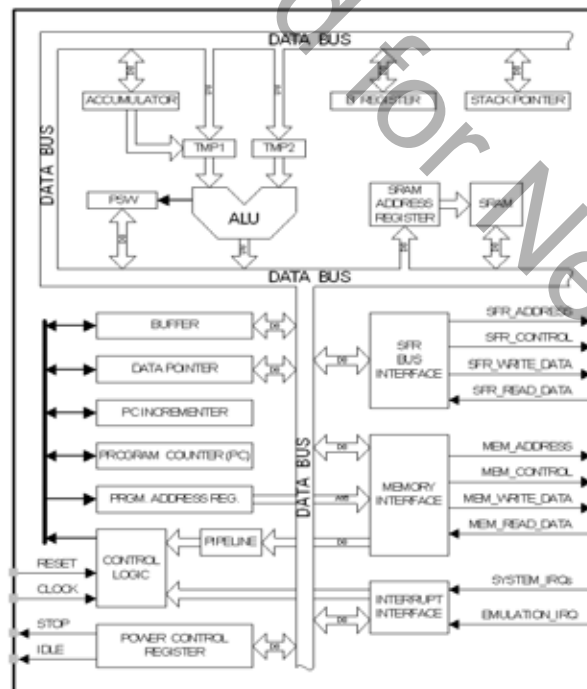 DATA BUS
ACCUMULATOR
B REGISTER
STACK POINTER
DATA BUS
TMP1
TMP2
PSW
ALU
SRAM
ADDRESS
REGISTER
SRAM
DATA BUS
BUFFER
DATA POINTER
PC INCREMENTER
PROGRAM COUNTER (PC)
PRGM. ADDRESS REG.
DATA BUS
SFR
BUS
INTERFACE
SFR_ADDRESS
SFR_CONTROL
SFR_WRITE_DATA
SFR_READ_DATA
MEMORY
INTERFACE
MEM_ADDRESS
MEM_CONTROL
MEM_WRITE_DATA
MEM_READ_DATA
PIPELINE
CONTROL
LOGIC
RESET
CLOCK
INTERRUPT
INTERFACE
SYSTEM_IRQs
EMULATION_IRQ
STOP
IDLE
POWER CONTROL
REGISTER
d for Ne